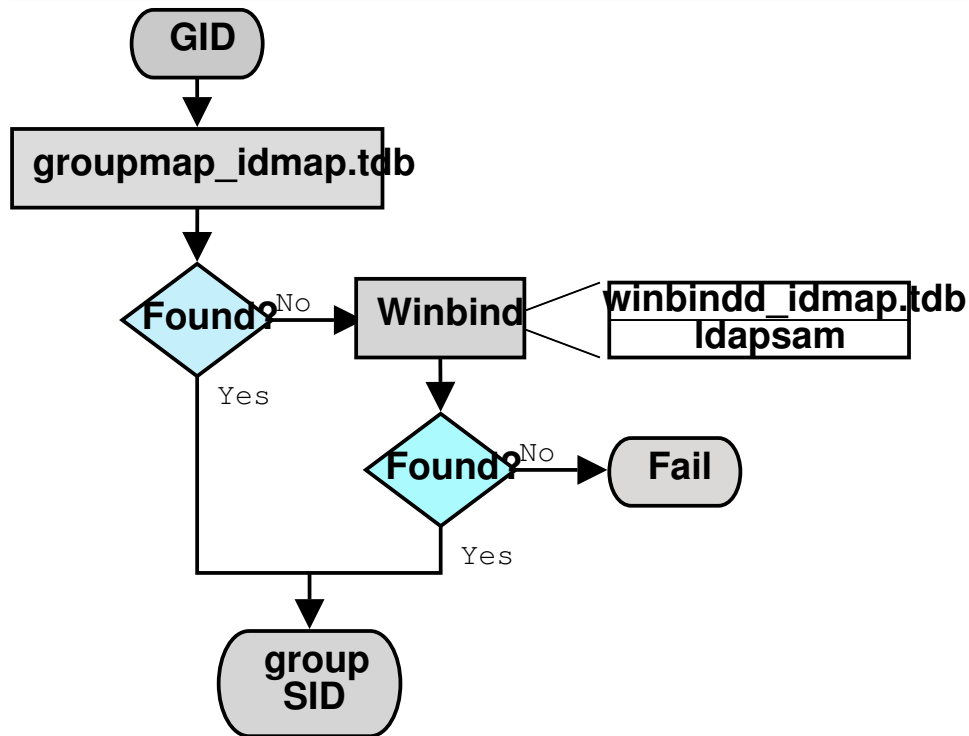 GID
groupmap_idmap.tdb
Found?
No
Winbind
winbindd_idmap.tdb
ldapsam
Yes
Found?
No
Fail
Yes
group
SID